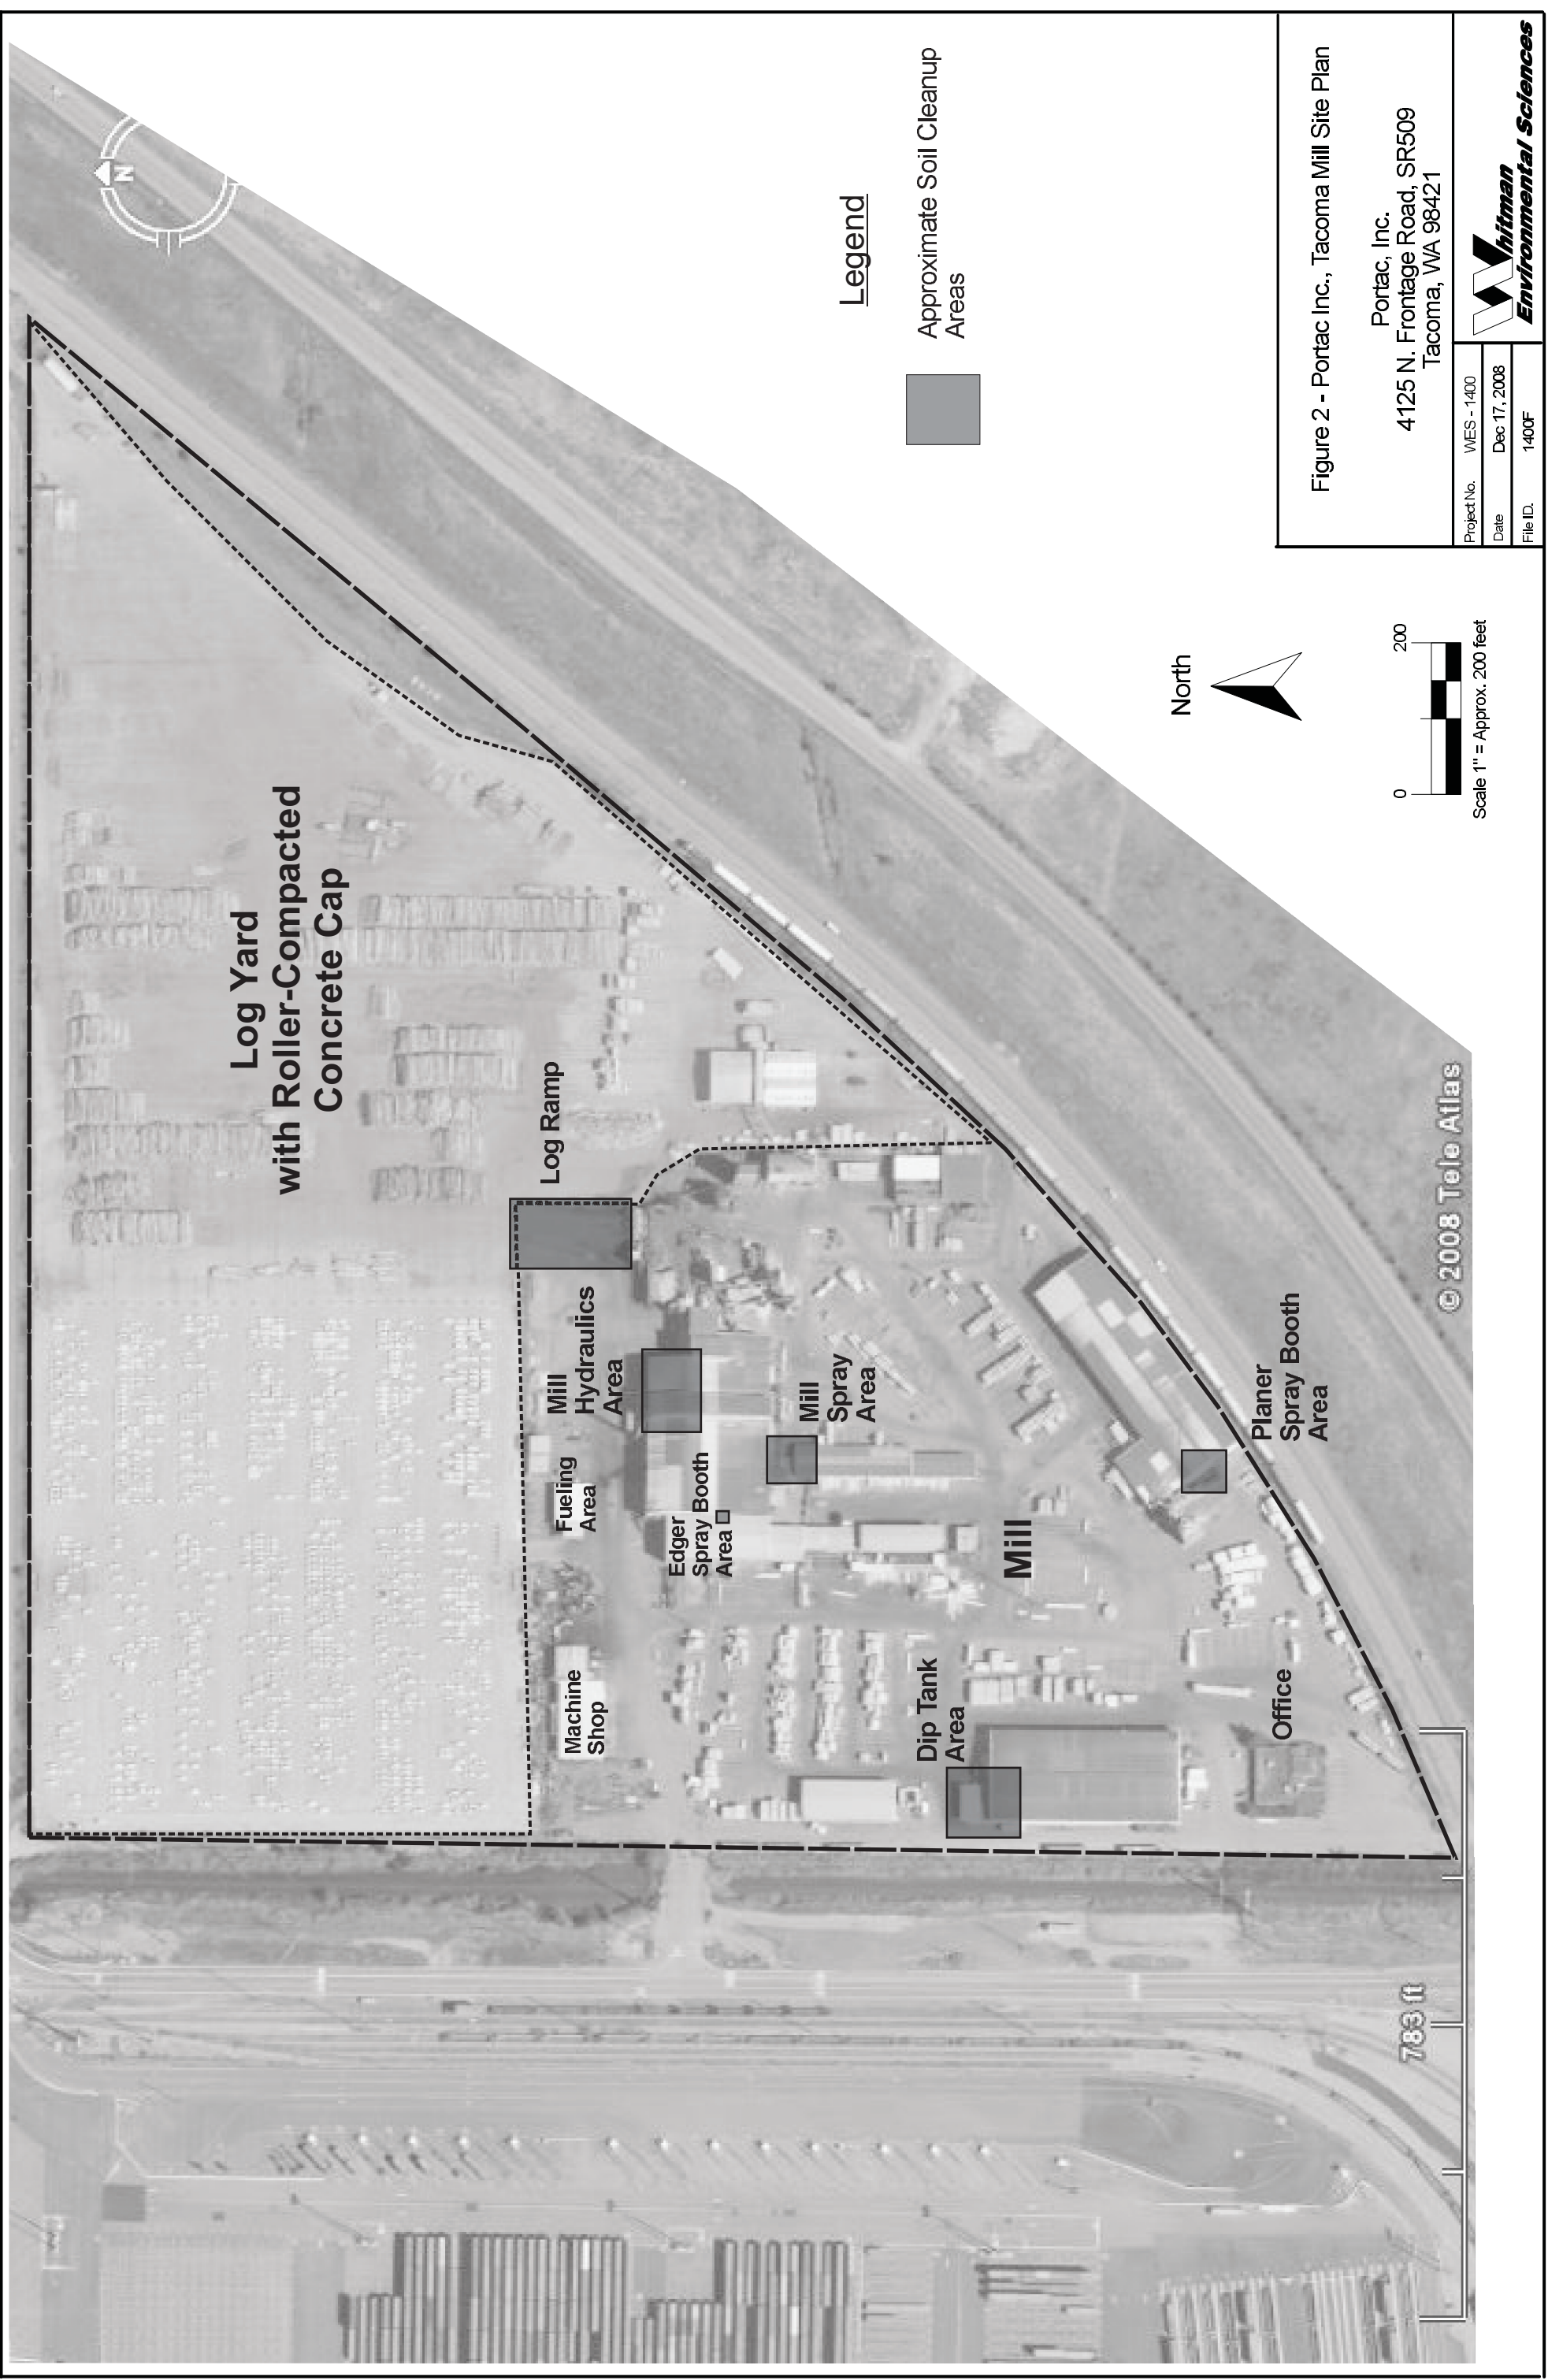 N
Log Yard
with Roller-Compacted
Concrete Cap
Log Ramp
Mill
Hydraulics
Area
Fueling
Area
Edger
Spray Booth
Area
Mill
Spray
Area
Machine
Shop
Mill
Dip Tank
Area
Planer
Spray Booth
Area
Office
© 2008 Tele Atlas
783 ft
Legend
Approximate Soil Cleanup
Areas
North
0
200
Scale 1" = Approx. 200 feet
Figure 2 - Portac Inc., Tacoma Mill Site Plan
Portac, Inc.
4125 N. Frontage Road, SR509
Tacoma, WA 98421
Project No. WES - 1400
Date Dec 17, 2008
File ID. 1400F
Whitman
Environmental Sciences